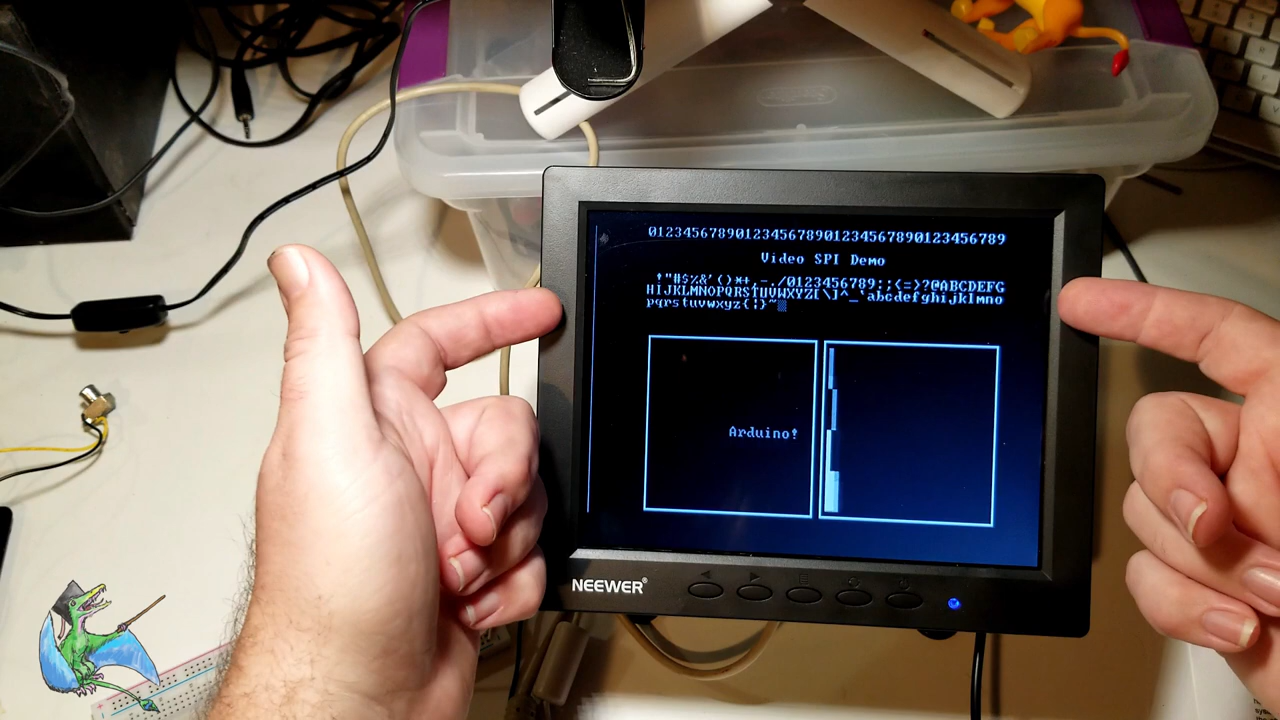 0123456789012345678901234567890123456789
Video SPI Demo
!"#$%&'()*+,-./0123456789:;<=>?@ABCDEFG
HIJKLMNOPQRSTUVWXYZ[\]^_`abcdefghijklmno
pqrstuvwxyz{¦}~
Arduino!
NEEWER®